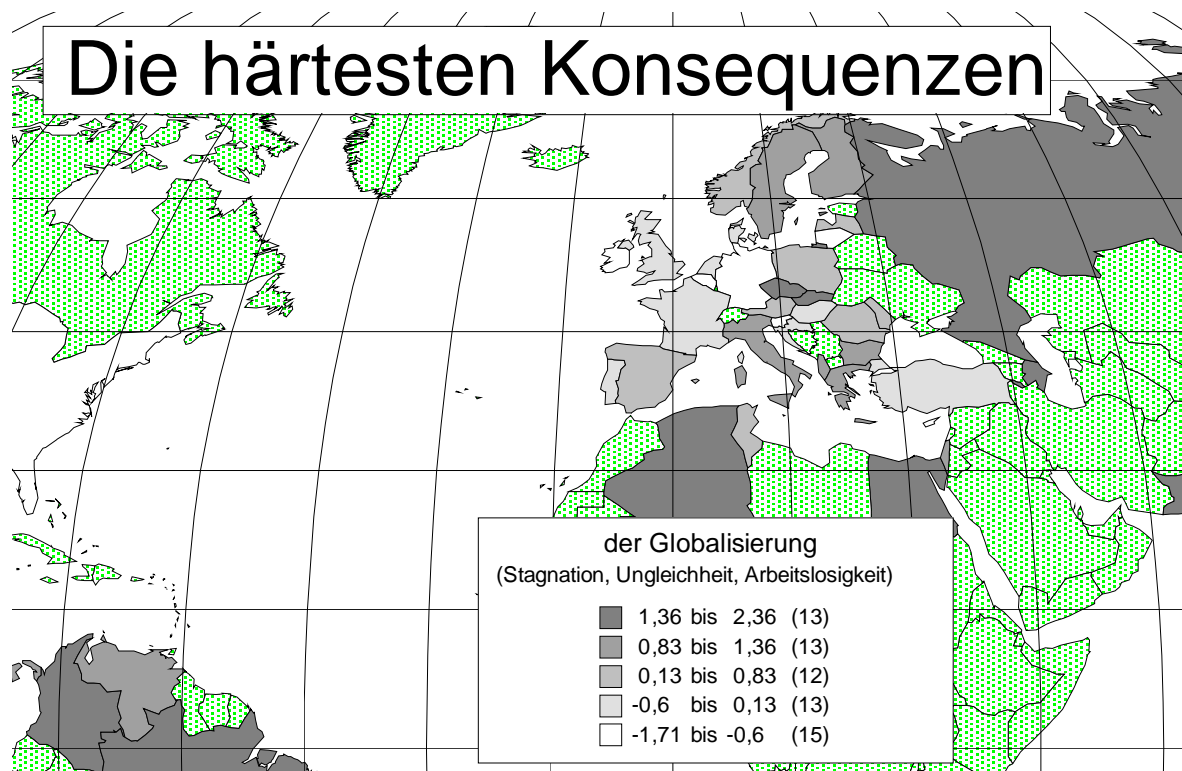 Die härtesten Konsequenzen
der Globalisierung
(Stagnation, Ungleichheit, Arbeitslosigkeit)
1,36 bis 2,36 (13)
0,83 bis 1,36 (13)
0,13 bis 0,83 (12)
-0,6 bis 0,13 (13)
-1,71 bis -0,6 (15)